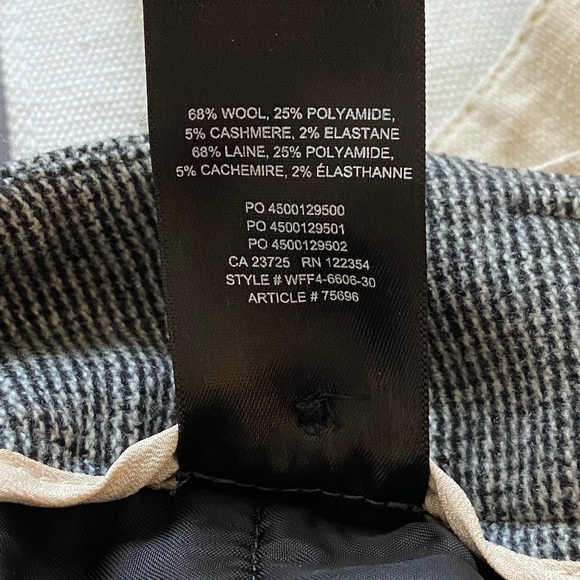 68% WOOL, 25% POLYAMIDE,
5% CASHMERE, 2% ELASTANE
68% LAINE, 25% POLYAMIDE,
5% CACHEMIRE, 2% ÉLASTHANNE
PO 4500129500
PO 4500129501
PO 4500129502
CA 23725 RN 122354
STYLE # WFF4-6606-30
ARTICLE # 75696